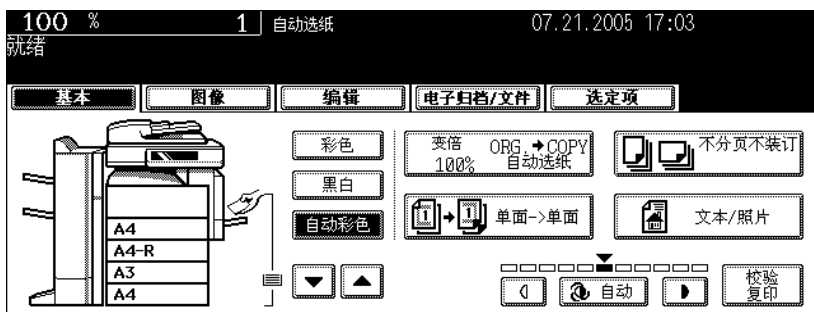 100 % 1 自动选纸 07.21.2005 17:03
就绪
基本 图像 编辑 电子归档/文件 选定项
彩色
黑白
自动彩色
变倍 ORG.→COPY
100% 自动选纸
不分页不装订
1→1 单面->单面
文本/照片
A4
A4-R
A3
A4
自动
校验
复印